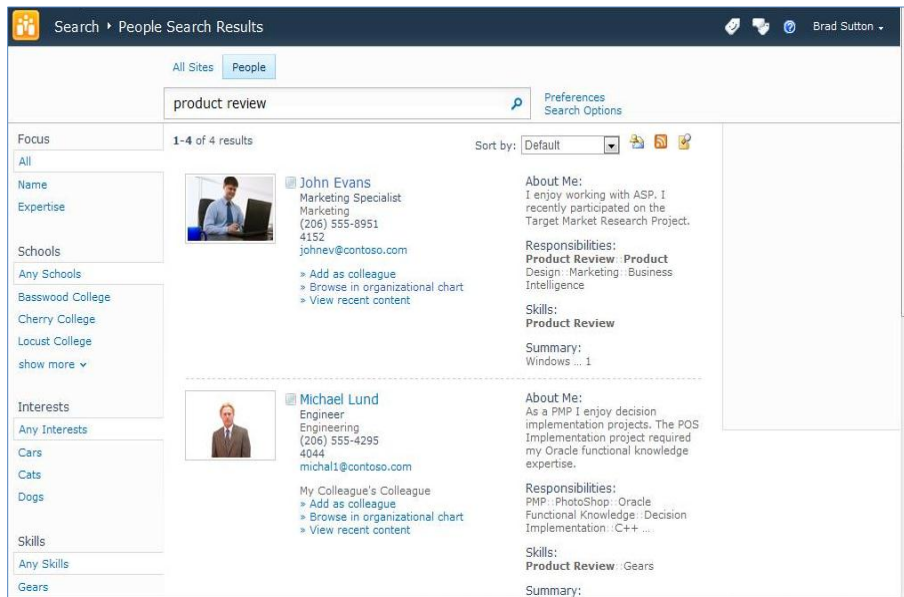 Search ‣ People Search Results
Brad Sutton
All Sites People
product review
Preferences
Search Options
Focus
All
Name
Expertise
Schools
Any Schools
Basswood College
Cherry College
Locust College
show more
Interests
Any Interests
Cars
Cats
Dogs
Skills
Any Skills
Gears
1-4 of 4 results
Sort by: Default
John Evans
Marketing Specialist
Marketing
(206) 555-8951
4152
johnev@contoso.com
» Add as colleague
» Browse in organizational chart
» View recent content
About Me:
I enjoy working with ASP. I
recently participated on the
Target Market Research Project.
Responsibilities:
Product Review::Product
Design::Marketing::Business
Intelligence
Skills:
Product Review
Summary:
Windows ... 1
Michael Lund
Engineer
Engineering
(206) 555-4295
4044
michal1@contoso.com
My Colleague's Colleague
» Add as colleague
» Browse in organizational chart
» View recent content
About Me:
As a PMP I enjoy decision
implementation projects. The POS
Implementation project required
my Oracle functional knowledge
expertise.
Responsibilities:
PMP::PhotoShop::Oracle
Functional Knowledge::Decision
Implementation::C++ ...
Skills:
Product Review::Gears
Summary: